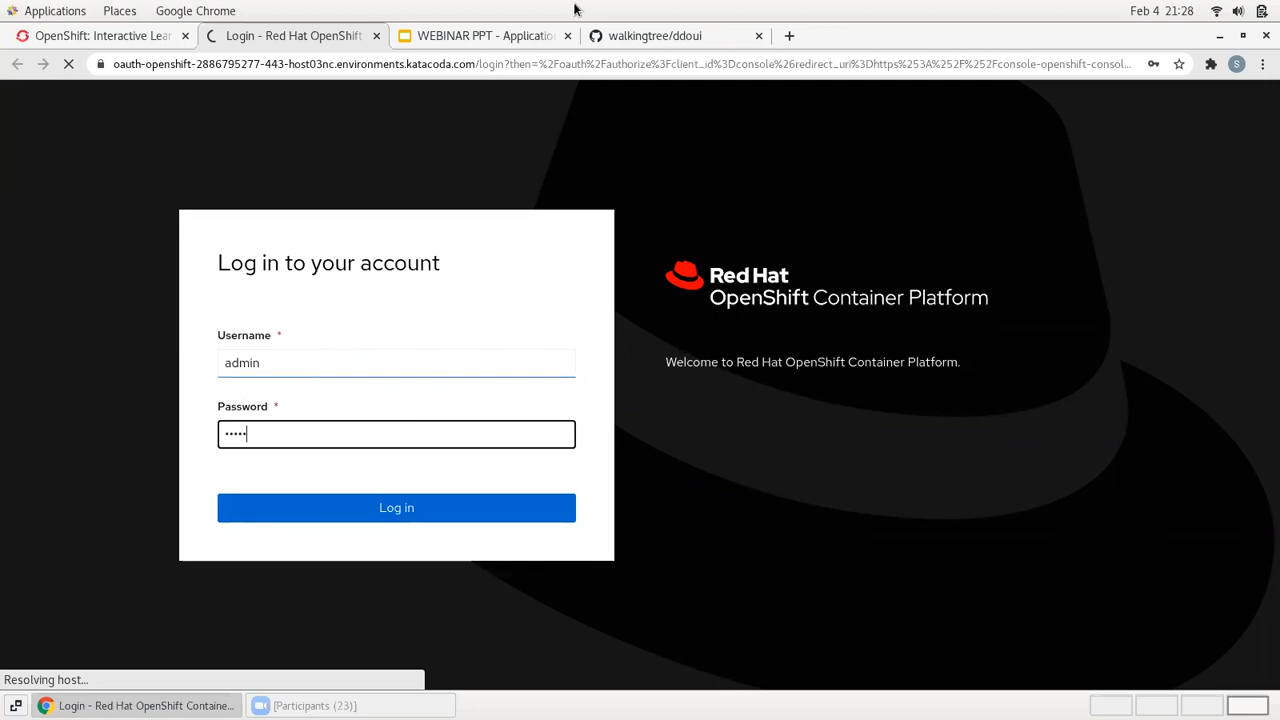 Applications Places Google Chrome Feb 4 21:28
OpenShift: Interactive Lear Login - Red Hat OpenShift WEBINAR PPT - Applicatio walkingtree/ddoui
oauth-openshift-2886795277-443-host03nc.environments.katacoda.com/login?then=%2Foauth%2Fauthorize%3Fclient_id%3Dconsole%26redirect_uri%3Dhttps%253A%252F%252Fconsole-openshift-consol... S
Log in to your account
Red Hat
OpenShift Container Platform
Username *
admin
Welcome to Red Hat OpenShift Container Platform.
Password *
•••••
Log in
Resolving host...
Login - Red Hat OpenShift Containe... [Participants (23)]